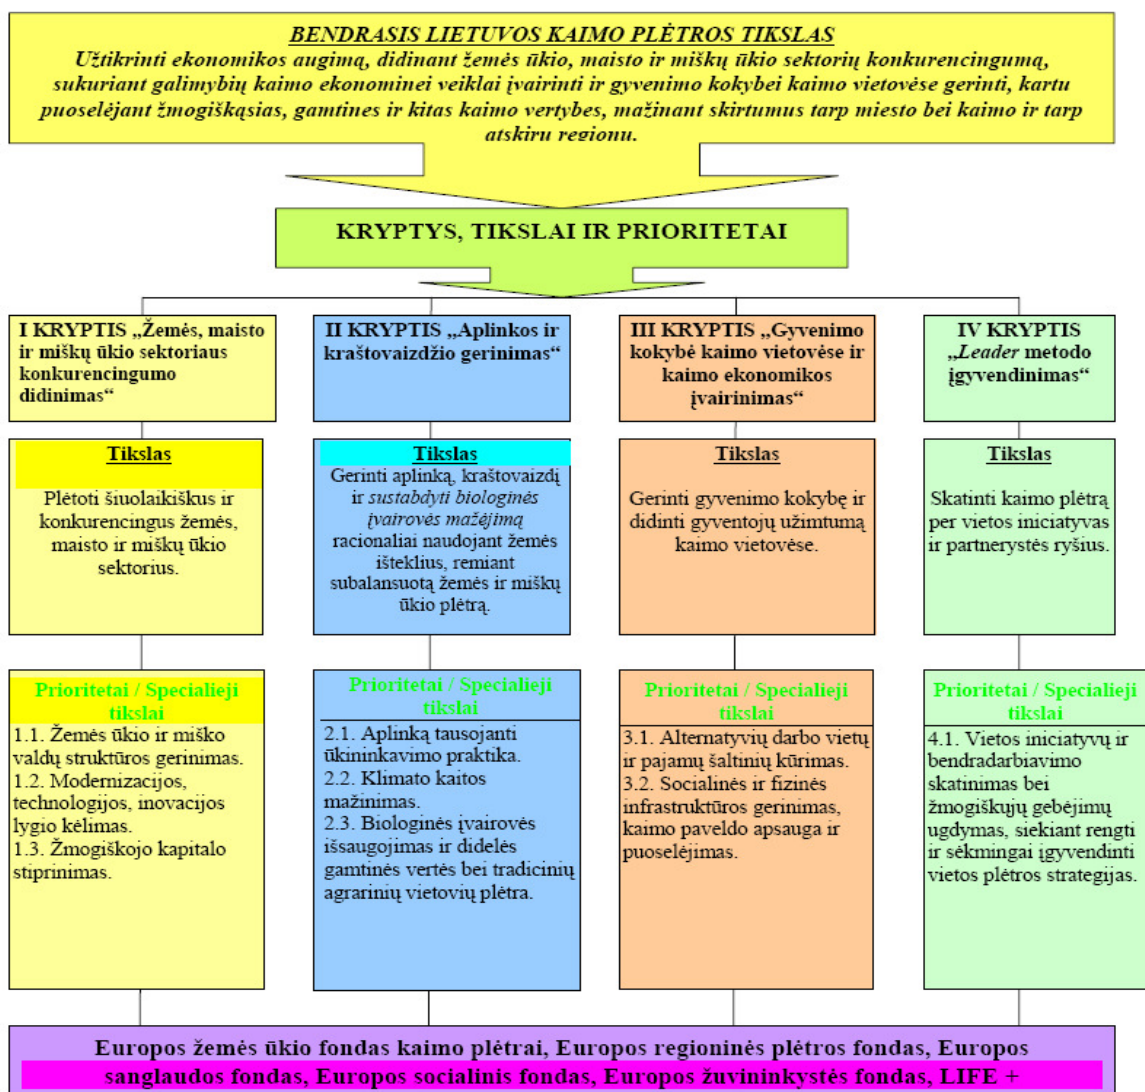 BENDRASIS LIETUVOS KAIMO PLĖTROS TIKSLAS
Užtikrinti ekonomikos augimą, didinant žemės ūkio, maisto ir miškų ūkio sektorių konkurencingumą,
sukuriant galimybių kaimo ekonominei veiklai įvairinti ir gyvenimo kokybei kaimo vietovėse gerinti, kartu
puoselėjant žmogiškąsias, gamtines ir kitas kaimo vertybes, mažinant skirtumus tarp miesto bei kaimo ir tarp
atskirų regionų.
KRYPTYS, TIKSLAI IR PRIORITETAI
I KRYPTIS „Žemės, maisto
ir miškų ūkio sektoriaus
konkurencingumo
didinimas“
Tikslas
Plėtoti šiuolaikiškus ir
konkurencingus žemės,
maisto ir miškų ūkio
sektorius.
Prioritetai / Specialieji
tikslai
1.1. Žemės ūkio ir miško
valdų struktūros gerinimas.
1.2. Modernizacijos,
technologijos, inovacijos
lygio kėlimas.
1.3. Žmogiškojo kapitalo
stiprinimas.
II KRYPTIS „Aplinkos ir
kraštovaizdžio gerinimas“
Tikslas
Gerinti aplinką, kraštovaizdį
ir sustabdyti biologinės
įvairovės mažėjimą
racionaliai naudojant žemės
išteklius, remiant
subalansuotą žemės ir miškų
ūkio plėtrą.
Prioritetai / Specialieji
tikslai
2.1. Aplinką tausojanti
ūkininkavimo praktika.
2.2. Klimato kaitos
mažinimas.
2.3. Biologinės įvairovės
išsaugojimas ir didelės
gamtinės vertės bei tradicinių
agrarinių vietovių plėtra.
III KRYPTIS „Gyvenimo
kokybė kaimo vietovėse ir
kaimo ekonomikos
įvairinimas“
Tikslas
Gerinti gyvenimo kokybę ir
didinti gyventojų užimtumą
kaimo vietovėse.
Prioritetai / Specialieji
tikslai
3.1. Alternatyvių darbo vietų
ir pajamų šaltinių kūrimas.
3.2. Socialinės ir fizinės
infrastruktūros gerinimas,
kaimo paveldo apsauga ir
puoselėjimas.
IV KRYPTIS
„Leader metodo
įgyvendinimas“
Tikslas
Skatinti kaimo plėtrą
per vietos iniciatyvas
ir partnerystės ryšius.
Prioritetai / Specialieji
tikslai
4.1. Vietos iniciatyvų ir
bendradarbiavimo
skatinimas bei
žmogiškųjų gebėjimų
ugdymas, siekiant rengti
ir sėkmingai įgyvendinti
vietos plėtros strategijas.
Europos žemės ūkio fondas kaimo plėtrai, Europos regioninės plėtros fondas, Europos
sanglaudos fondas, Europos socialinis fondas, Europos žuvininkystės fondas, LIFE +